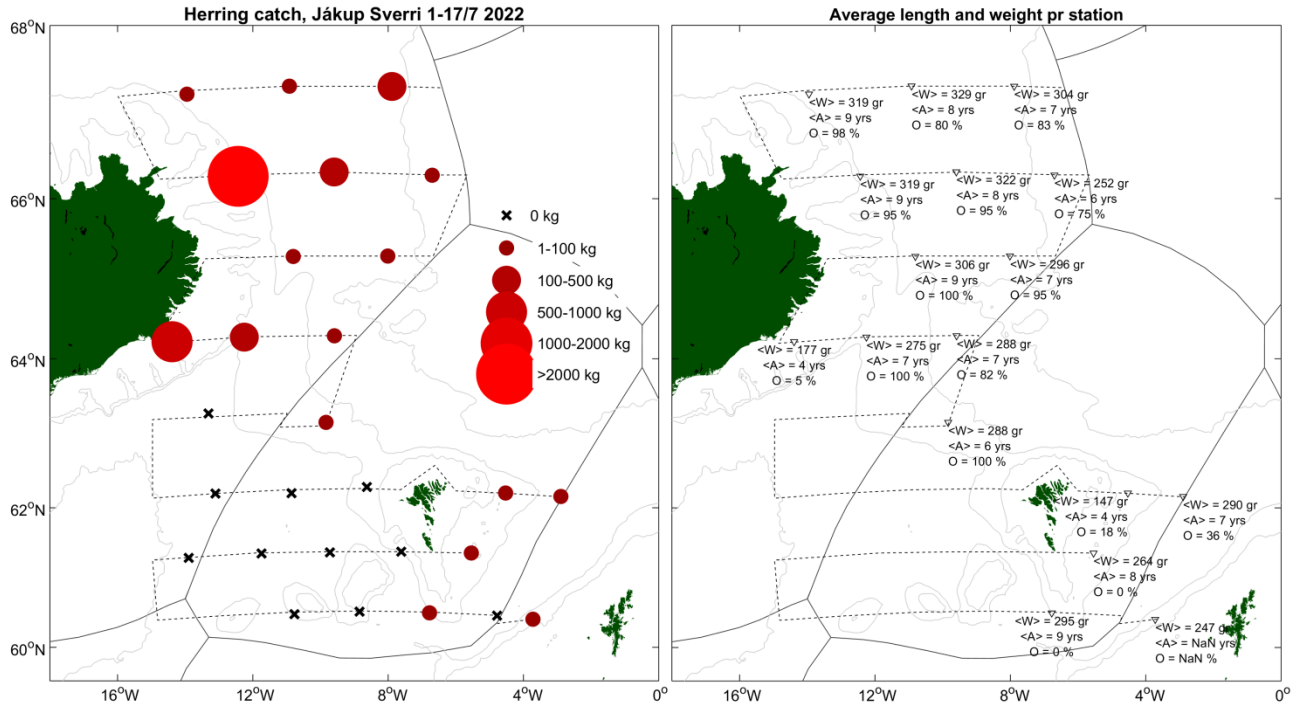 Herring catch, Jákup Sverri 1-17/7 2022
68°N
66°N
64°N
62°N
60°N
16°W
12°W
8°W
4°W
0°
0 kg
1-100 kg
100-500 kg
500-1000 kg
1000-2000 kg
>2000 kg
Average length and weight pr station
<W> = 319 gr
<A> = 9 yrs
O = 98 %
<W> = 329 gr
<A> = 8 yrs
O = 80 %
<W> = 304 gr
<A> = 7 yrs
O = 83 %
<W> = 319 gr
<A> = 9 yrs
O = 95 %
<W> = 322 gr
<A> = 8 yrs
O = 95 %
<W> = 252 gr
<A> = 6 yrs
O = 75 %
<W> = 306 gr
<A> = 9 yrs
O = 100 %
<W> = 296 gr
<A> = 7 yrs
O = 95 %
<W> = 177 gr
<A> = 4 yrs
O = 5 %
<W> = 275 gr
<A> = 7 yrs
O = 100 %
<W> = 288 gr
<A> = 7 yrs
O = 82 %
<W> = 288 gr
<A> = 6 yrs
O = 100 %
<W> = 147 gr
<A> = 4 yrs
O = 18 %
<W> = 290 gr
<A> = 7 yrs
O = 36 %
<W> = 264 gr
<A> = 8 yrs
O = 0 %
<W> = 295 gr
<A> = 9 yrs
O = 0 %
<W> = 247 gr
<A> = NaN yrs
O = NaN %
16°W
12°W
8°W
4°W
0°